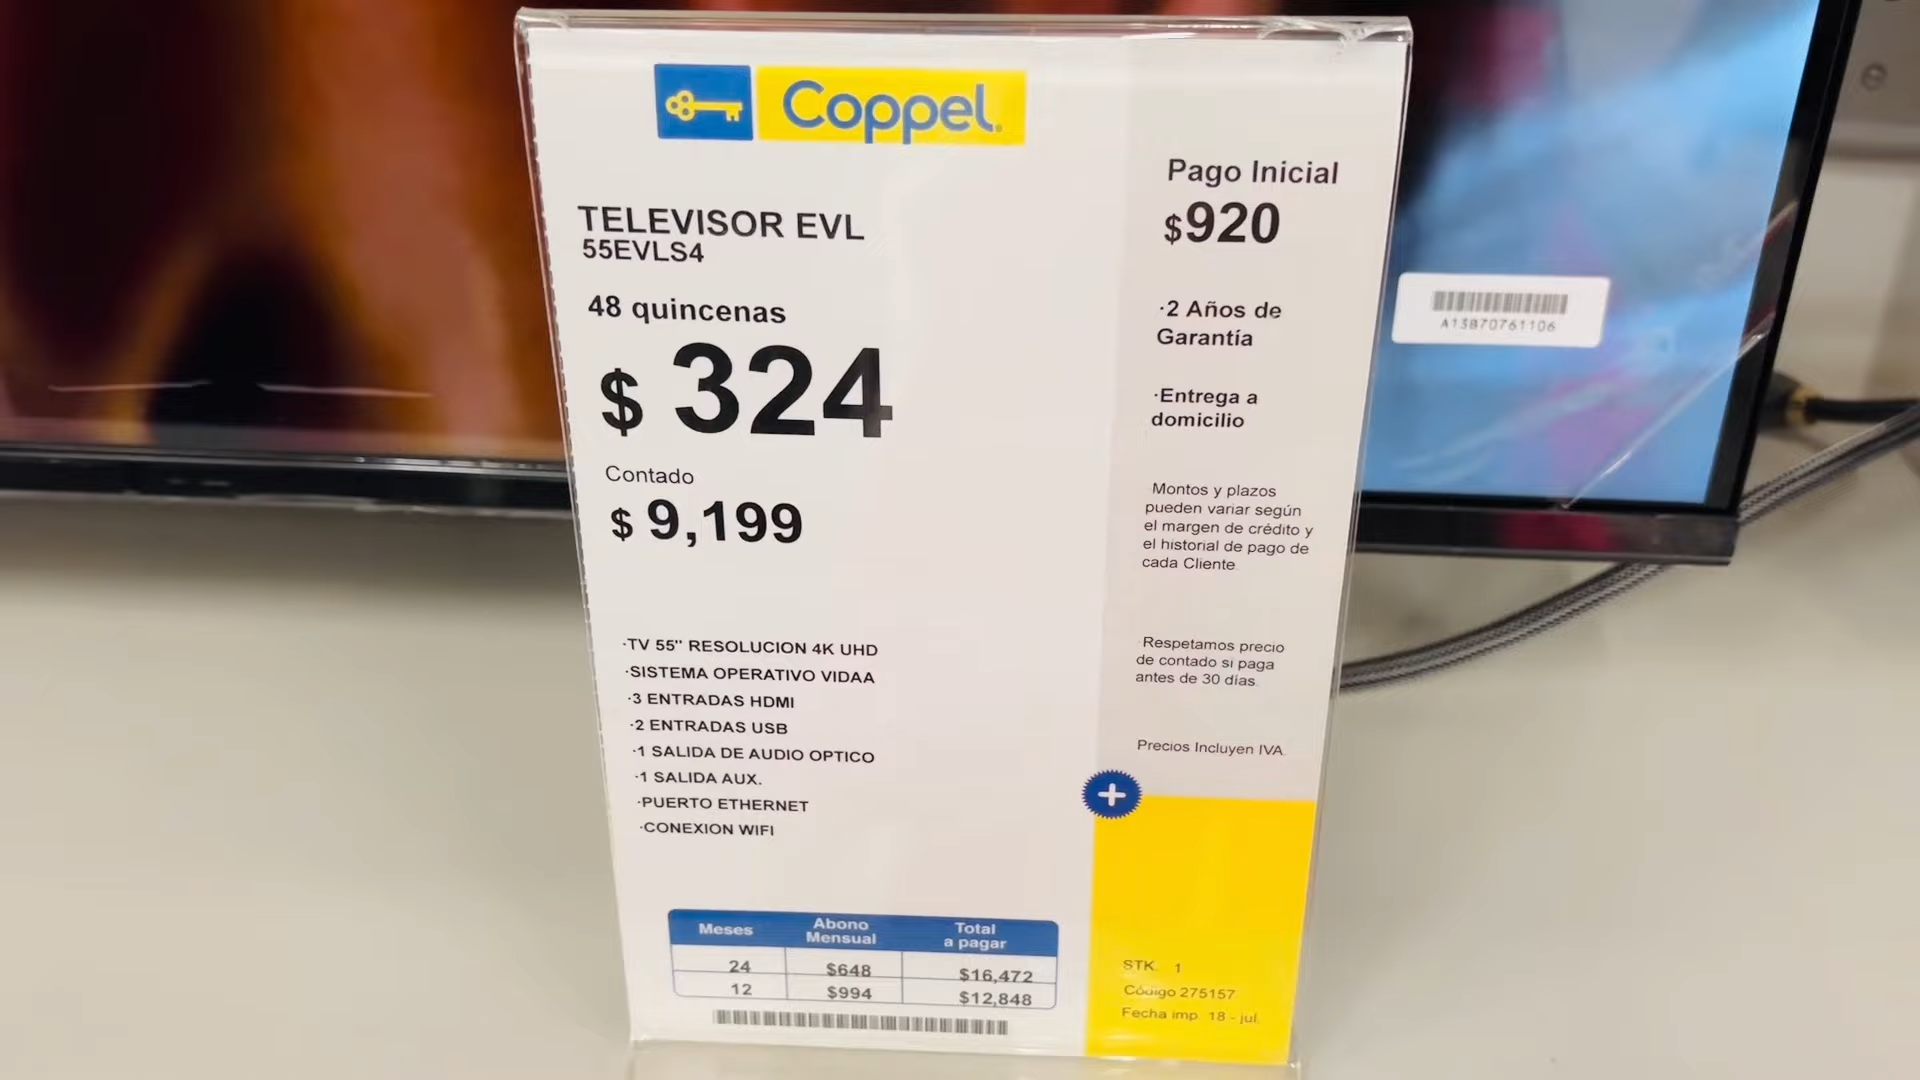 Coppel.
TELEVISOR EVL
55EVLS4
48 quincenas
$ 324
Contado
$ 9,199
·TV 55" RESOLUCION 4K UHD
·SISTEMA OPERATIVO VIDAA
·3 ENTRADAS HDMI
·2 ENTRADAS USB
·1 SALIDA DE AUDIO OPTICO
·1 SALIDA AUX.
·PUERTO ETHERNET
·CONEXION WIFI
Meses Abono Mensual Total a pagar
24 $648 $16,472
12 $994 $12,848
Pago Inicial
$920
·2 Años de
Garantía
·Entrega a
domicilio
Montos y plazos
pueden variar según
el margen de crédito y
el historial de pago de
cada Cliente.
Respetamos precio
de contado si paga
antes de 30 días.
Precios Incluyen IVA.
+
STK. 1
Código 275157
Fecha imp. 18 - jul.
A13B70761106